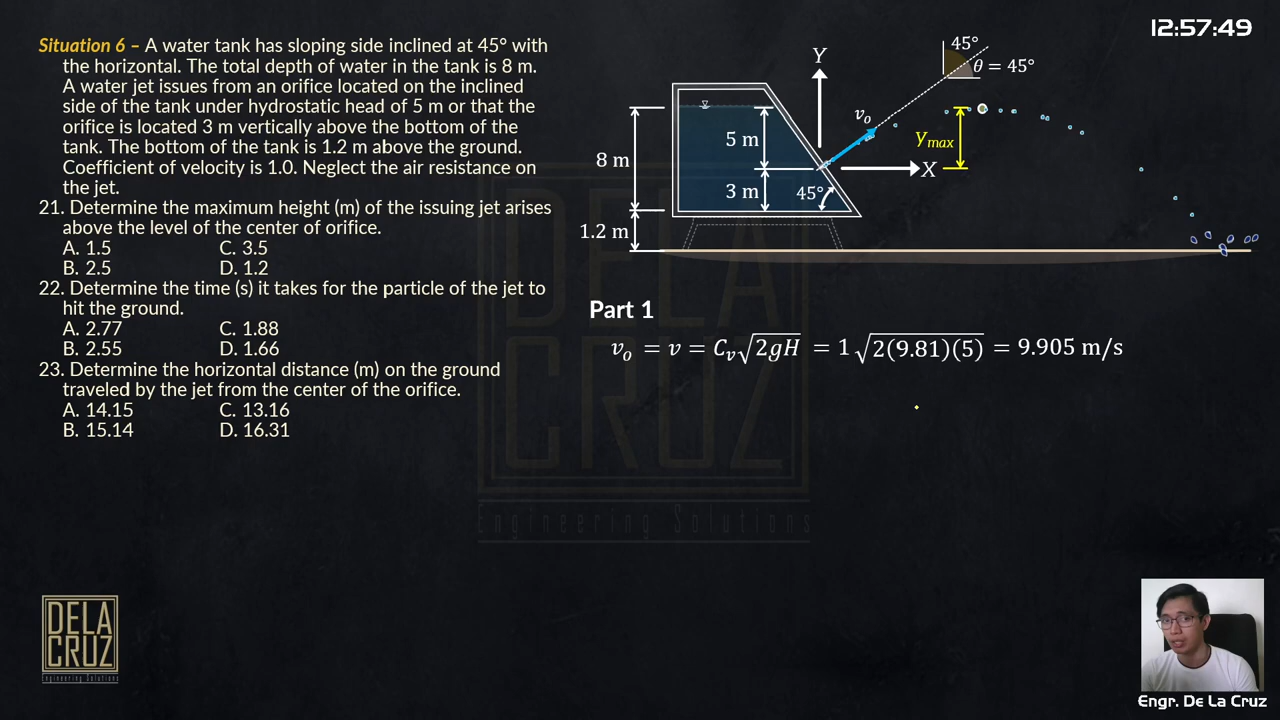 12:57:49
Situation 6 – A water tank has sloping side inclined at 45° with
the horizontal. The total depth of water in the tank is 8 m.
A water jet issues from an orifice located on the inclined
side of the tank under hydrostatic head of 5 m or that the
orifice is located 3 m vertically above the bottom of the
tank. The bottom of the tank is 1.2 m above the ground.
Coefficient of velocity is 1.0. Neglect the air resistance on
the jet.
21. Determine the maximum height (m) of the issuing jet arises
above the level of the center of orifice.
A. 1.5 C. 3.5
B. 2.5 D. 1.2
22. Determine the time (s) it takes for the particle of the jet to
hit the ground.
A. 2.77 C. 1.88
B. 2.55 D. 1.66
23. Determine the horizontal distance (m) on the ground
traveled by the jet from the center of the orifice.
A. 14.15 C. 13.16
B. 15.14 D. 16.31
45°
θ = 45°
Y
v₀
y_max
5 m
8 m
X
3 m
45°
1.2 m
Part 1
v₀ = v = Cᵥ√2gH = 1√2(9.81)(5) = 9.905 m/s
DELA
CRUZ
Engineering Solutions
DELA
CRUZ
Engineering Solutions
Engr. De La Cruz